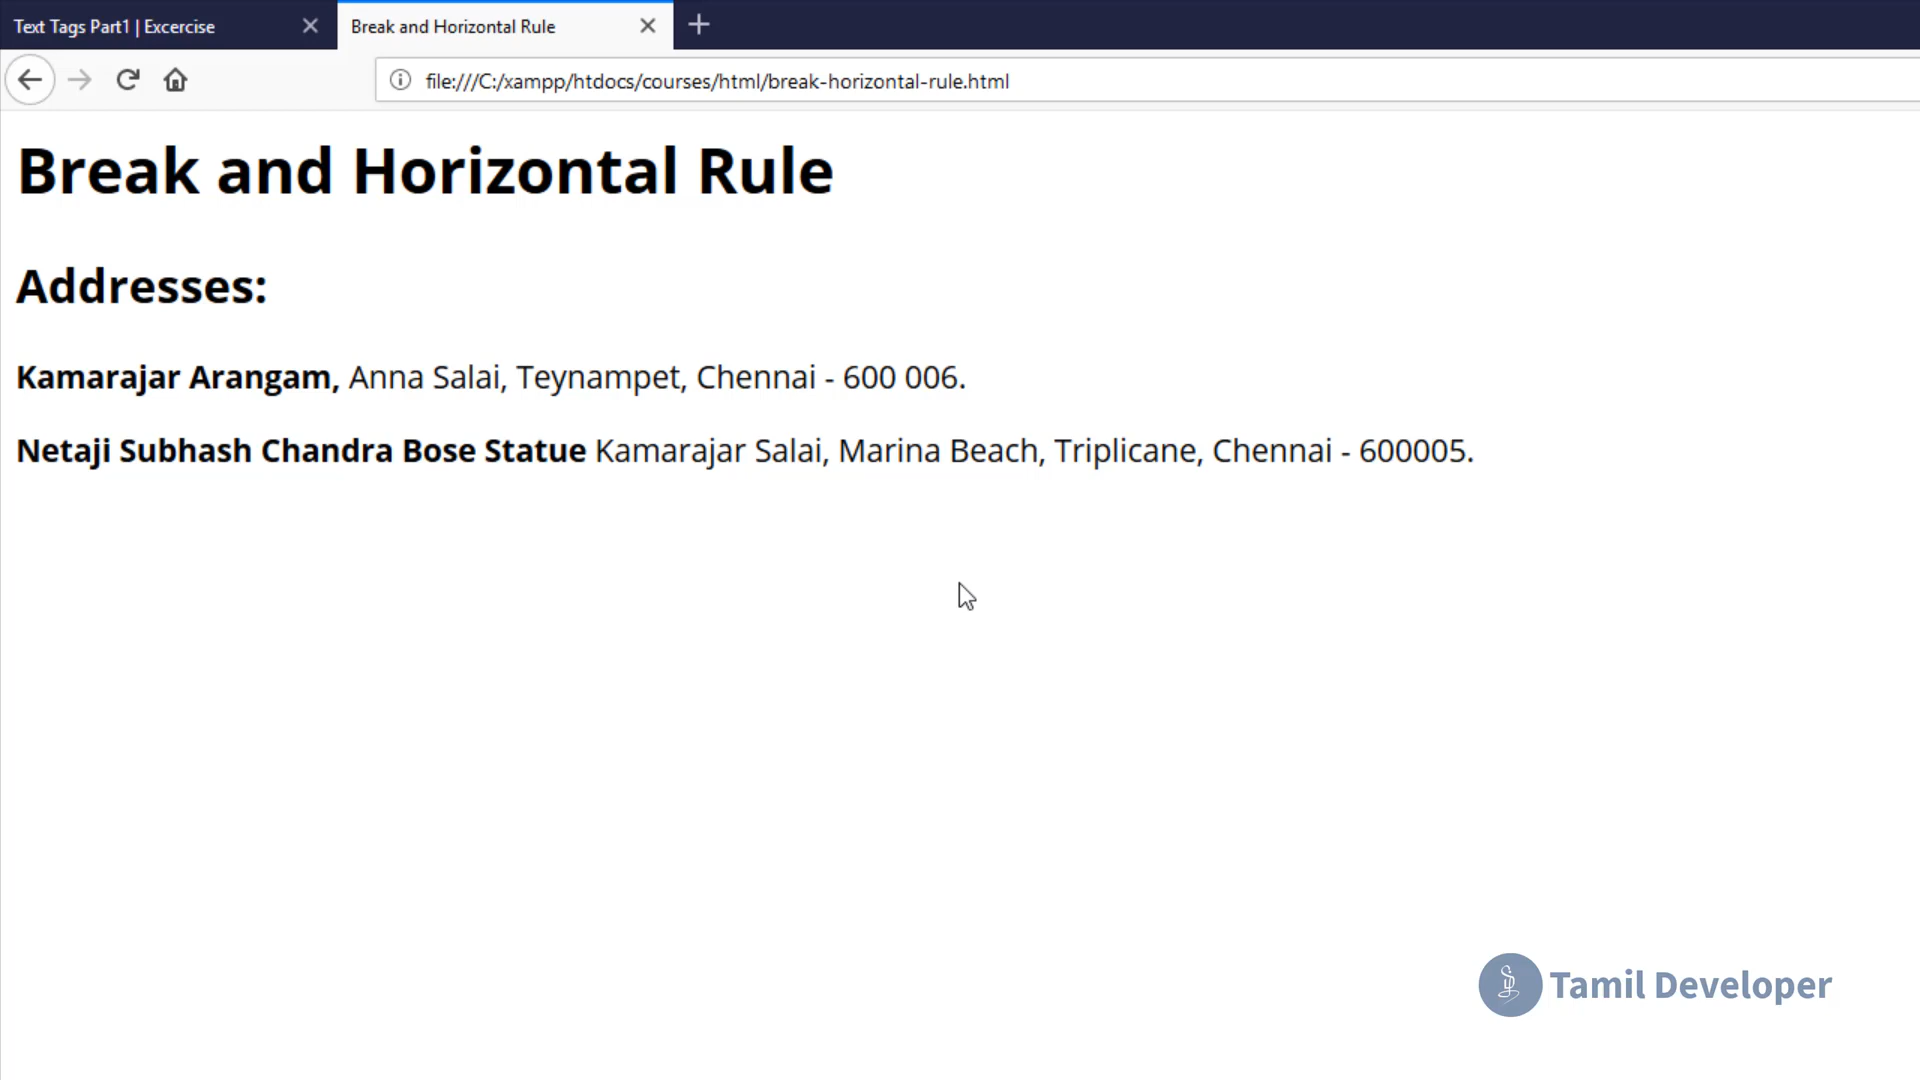 Text Tags Part1 | Excercise
Break and Horizontal Rule
file:///C:/xampp/htdocs/courses/html/break-horizontal-rule.html
Break and Horizontal Rule
Addresses:
Kamarajar Arangam, Anna Salai, Teynampet, Chennai - 600 006.
Netaji Subhash Chandra Bose Statue Kamarajar Salai, Marina Beach, Triplicane, Chennai - 600005.
Tamil Developer